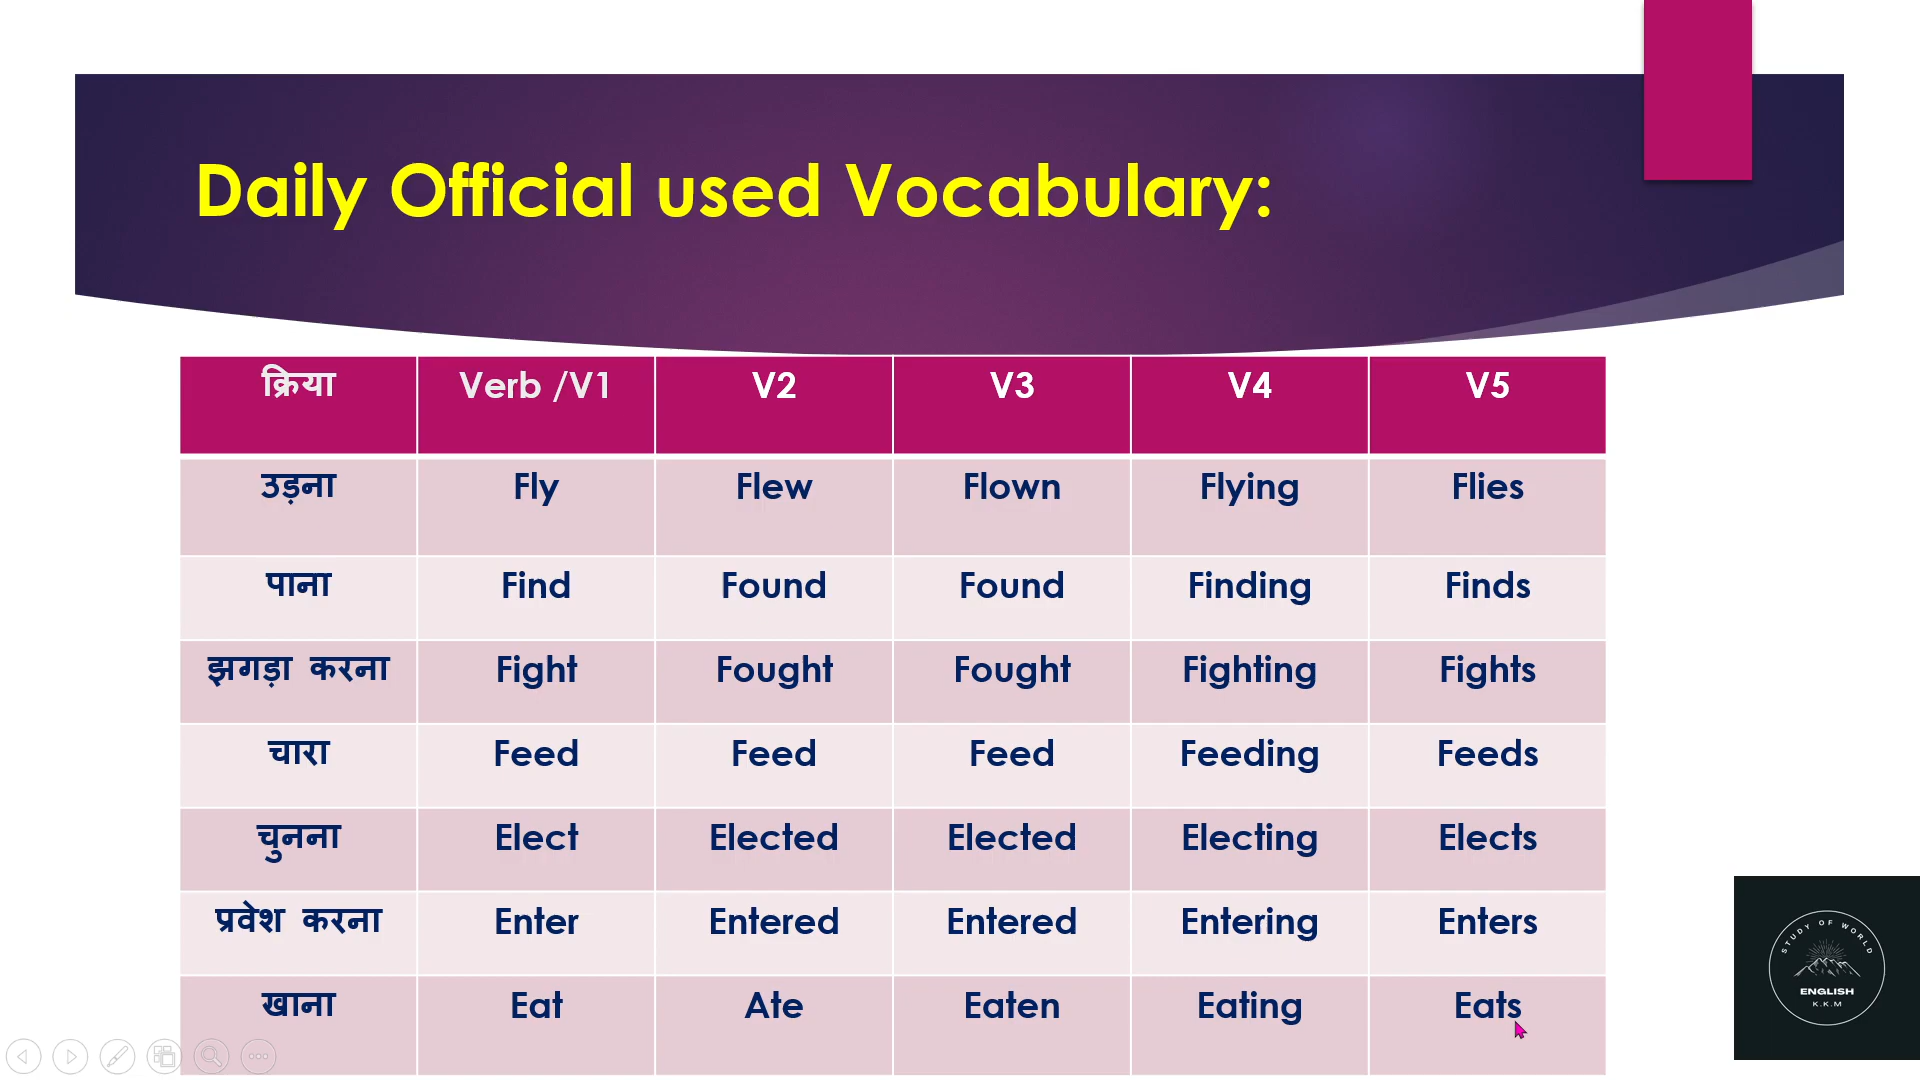 Daily Official used Vocabulary:
क्रिया Verb /V1 V2 V3 V4 V5
उड़ना Fly Flew Flown Flying Flies
पाना Find Found Found Finding Finds
झगड़ा करना Fight Fought Fought Fighting Fights
चारा Feed Feed Feed Feeding Feeds
चुनना Elect Elected Elected Electing Elects
प्रवेश करना Enter Entered Entered Entering Enters
खाना Eat Ate Eaten Eating Eats
STUDY OF WORLD
ENGLISH
K.K.M